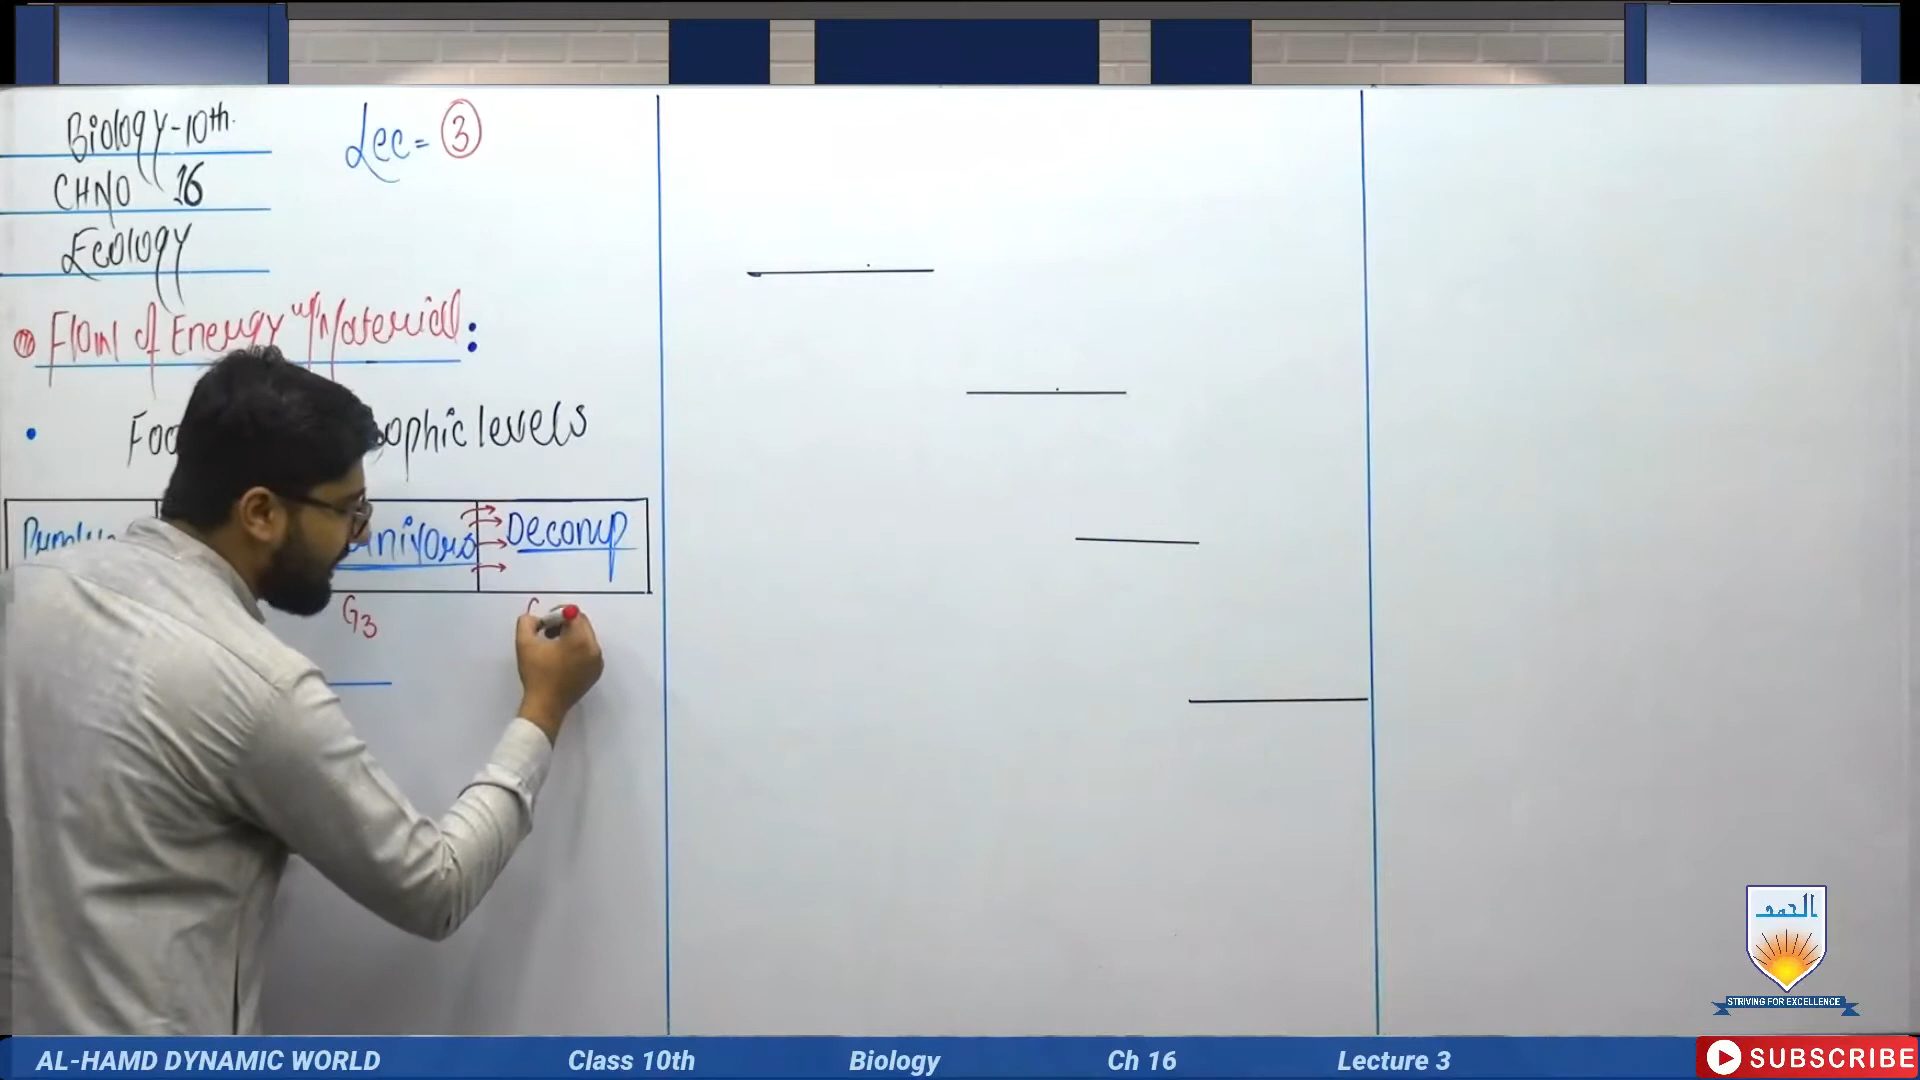 Biology-10th.
Lec = 3
CHNO 16
Ecology
Flow of Energy Material:
ophic levels
Decomp
G3
الحمد
STRIVING FOR EXCELLENCE
AL-HAMD DYNAMIC WORLD Class 10th Biology Ch 16 Lecture 3
SUBSCRIBE